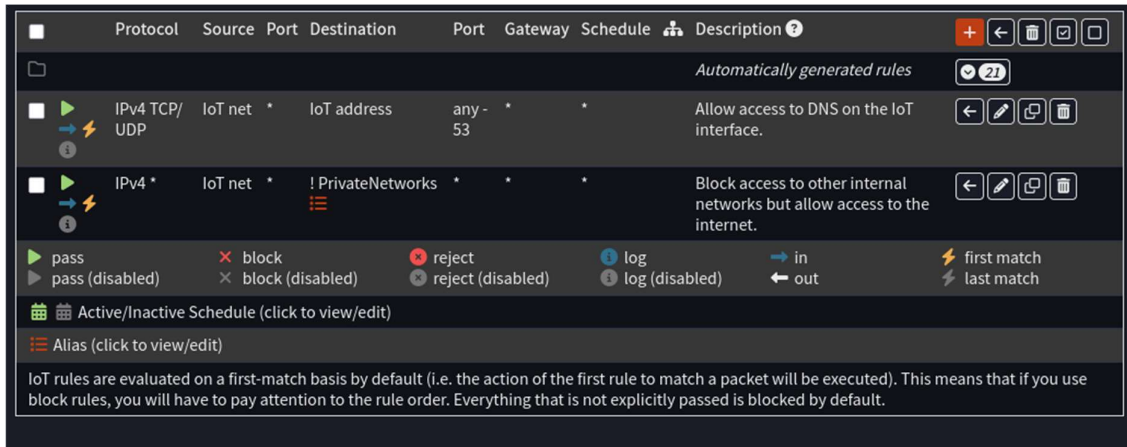 Protocol Source Port Destination Port Gateway Schedule Description ?
Automatically generated rules 21
IPv4 TCP/ IoT net * IoT address any - * * Allow access to DNS on the IoT
UDP 53 interface.
IPv4 * IoT net * ! PrivateNetworks * * * Block access to other internal
networks but allow access to the
internet.
pass block reject log in first match
pass (disabled) block (disabled) reject (disabled) log (disabled) out last match
Active/Inactive Schedule (click to view/edit)
Alias (click to view/edit)
IoT rules are evaluated on a first-match basis by default (i.e. the action of the first rule to match a packet will be executed). This means that if you use
block rules, you will have to pay attention to the rule order. Everything that is not explicitly passed is blocked by default.